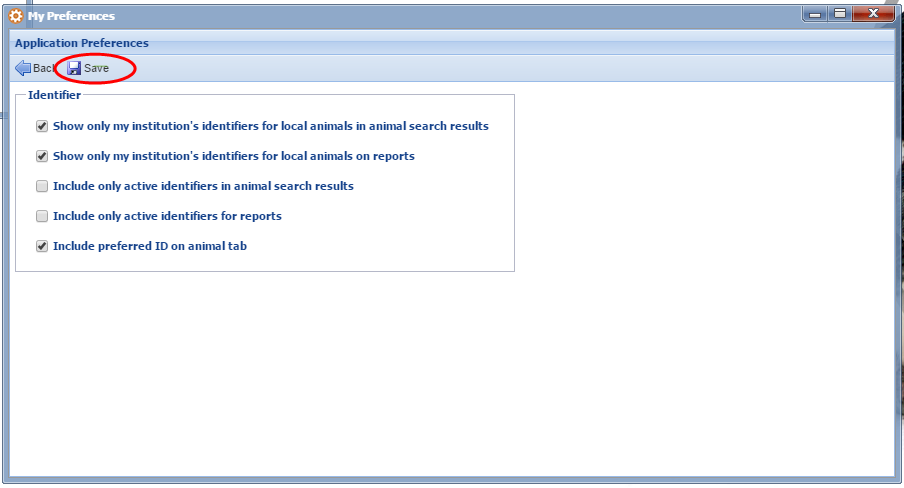 My Preferences
Application Preferences
Back Save
Identifier
Show only my institution's identifiers for local animals in animal search results
Show only my institution's identifiers for local animals on reports
Include only active identifiers in animal search results
Include only active identifiers for reports
Include preferred ID on animal tab